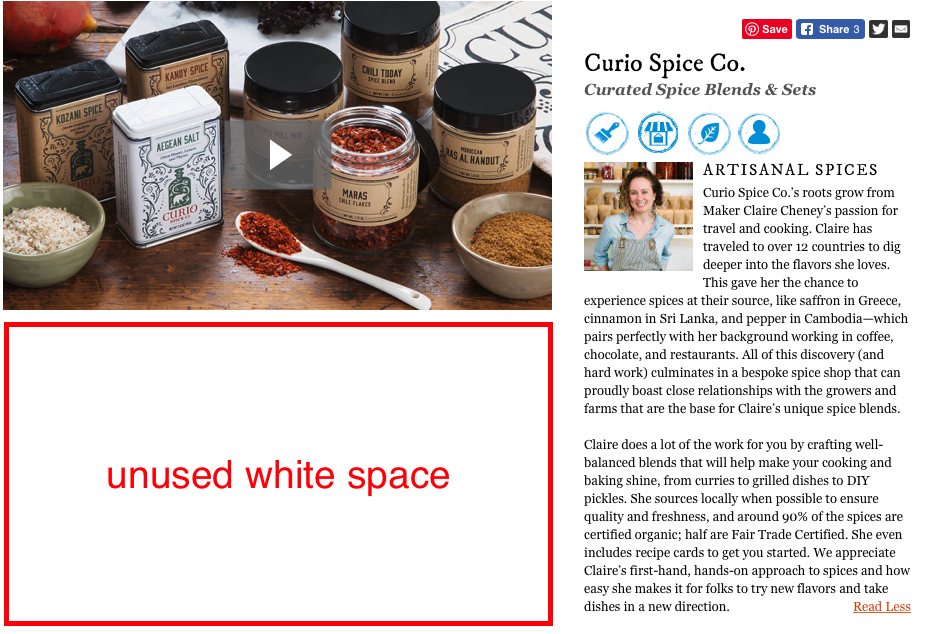 KANDY SPICE
CHILI TODAY
SPICE BLEND
KOZANI SPICE
AEGEAN SALT
MOROCCAN
RAS AL HANOUT
MARAS
CHILE FLAKES
CURIO
SPICE CO.
unused white space
Save
Share 3
Curio Spice Co.
Curated Spice Blends & Sets
ARTISANAL SPICES
Curio Spice Co.'s roots grow from
Maker Claire Cheney's passion for
travel and cooking. Claire has
traveled to over 12 countries to dig
deeper into the flavors she loves.
This gave her the chance to
experience spices at their source, like saffron in Greece,
cinnamon in Sri Lanka, and pepper in Cambodia—which
pairs perfectly with her background working in coffee,
chocolate, and restaurants. All of this discovery (and
hard work) culminates in a bespoke spice shop that can
proudly boast close relationships with the growers and
farms that are the base for Claire's unique spice blends.
Claire does a lot of the work for you by crafting well-
balanced blends that will help make your cooking and
baking shine, from curries to grilled dishes to DIY
pickles. She sources locally when possible to ensure
quality and freshness, and around 90% of the spices are
certified organic; half are Fair Trade Certified. She even
includes recipe cards to get you started. We appreciate
Claire's first-hand, hands-on approach to spices and how
easy she makes it for folks to try new flavors and take
dishes in a new direction. Read Less